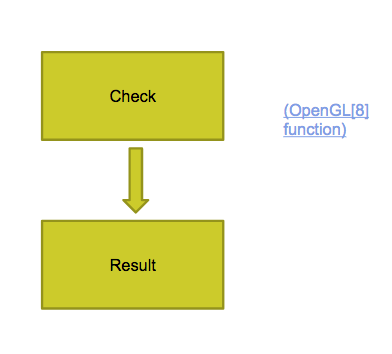 Check
(OpenGL[8]
function)
Result